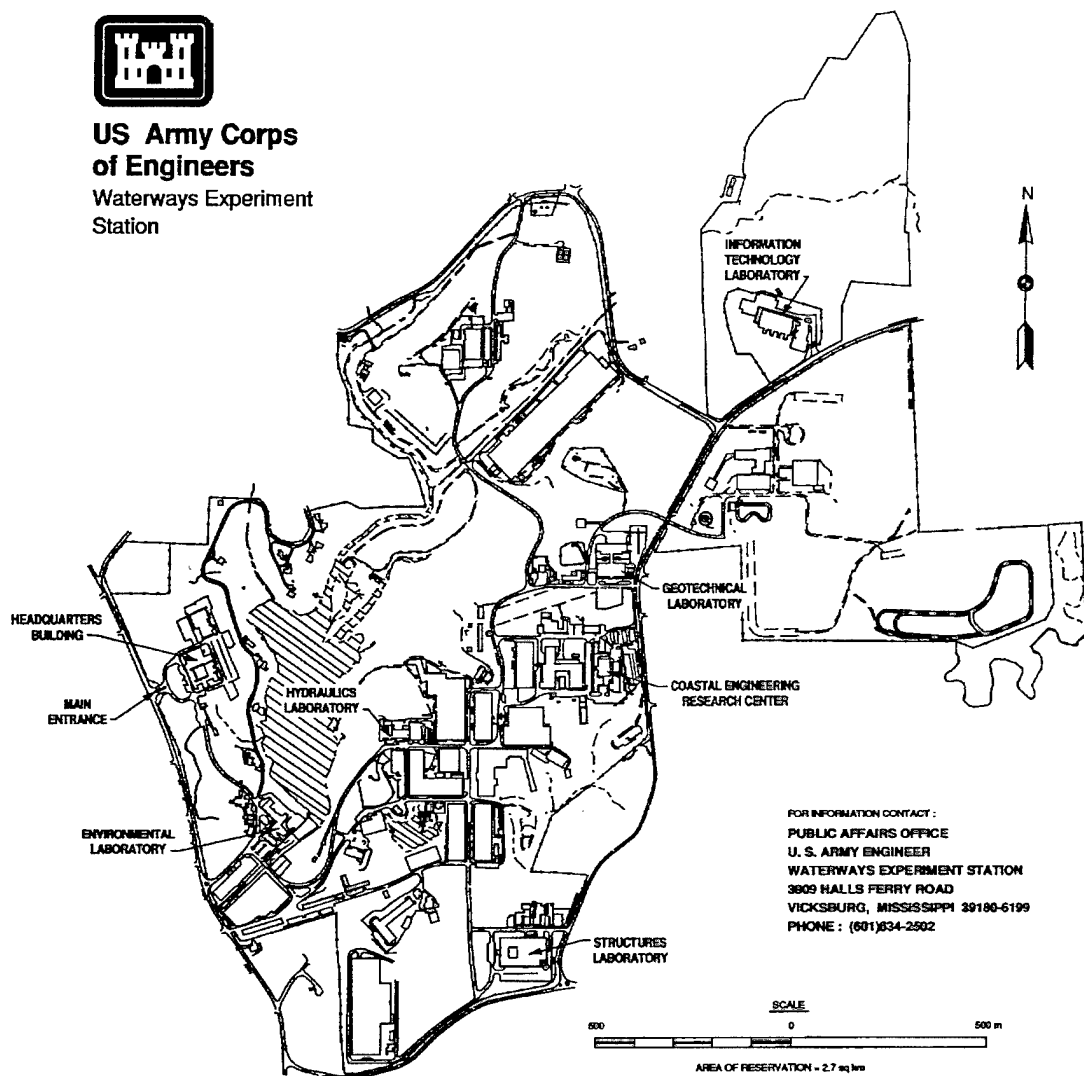 US Army Corps
of Engineers
Waterways Experiment
Station
N
INFORMATION
TECHNOLOGY
LABORATORY
GEOTECHNICAL
LABORATORY
HEADQUARTERS
BUILDING
MAIN
ENTRANCE
HYDRAULICS
LABORATORY
COASTAL ENGINEERING
RESEARCH CENTER
ENVIRONMENTAL
LABORATORY
STRUCTURES
LABORATORY
FOR INFORMATION CONTACT :
PUBLIC AFFAIRS OFFICE
U. S. ARMY ENGINEER
WATERWAYS EXPERIMENT STATION
3909 HALLS FERRY ROAD
VICKSBURG, MISSISSIPPI 39180-6199
PHONE : (601)634-2502
SCALE
500 0 500 m
AREA OF RESERVATION = 2.7 sq km